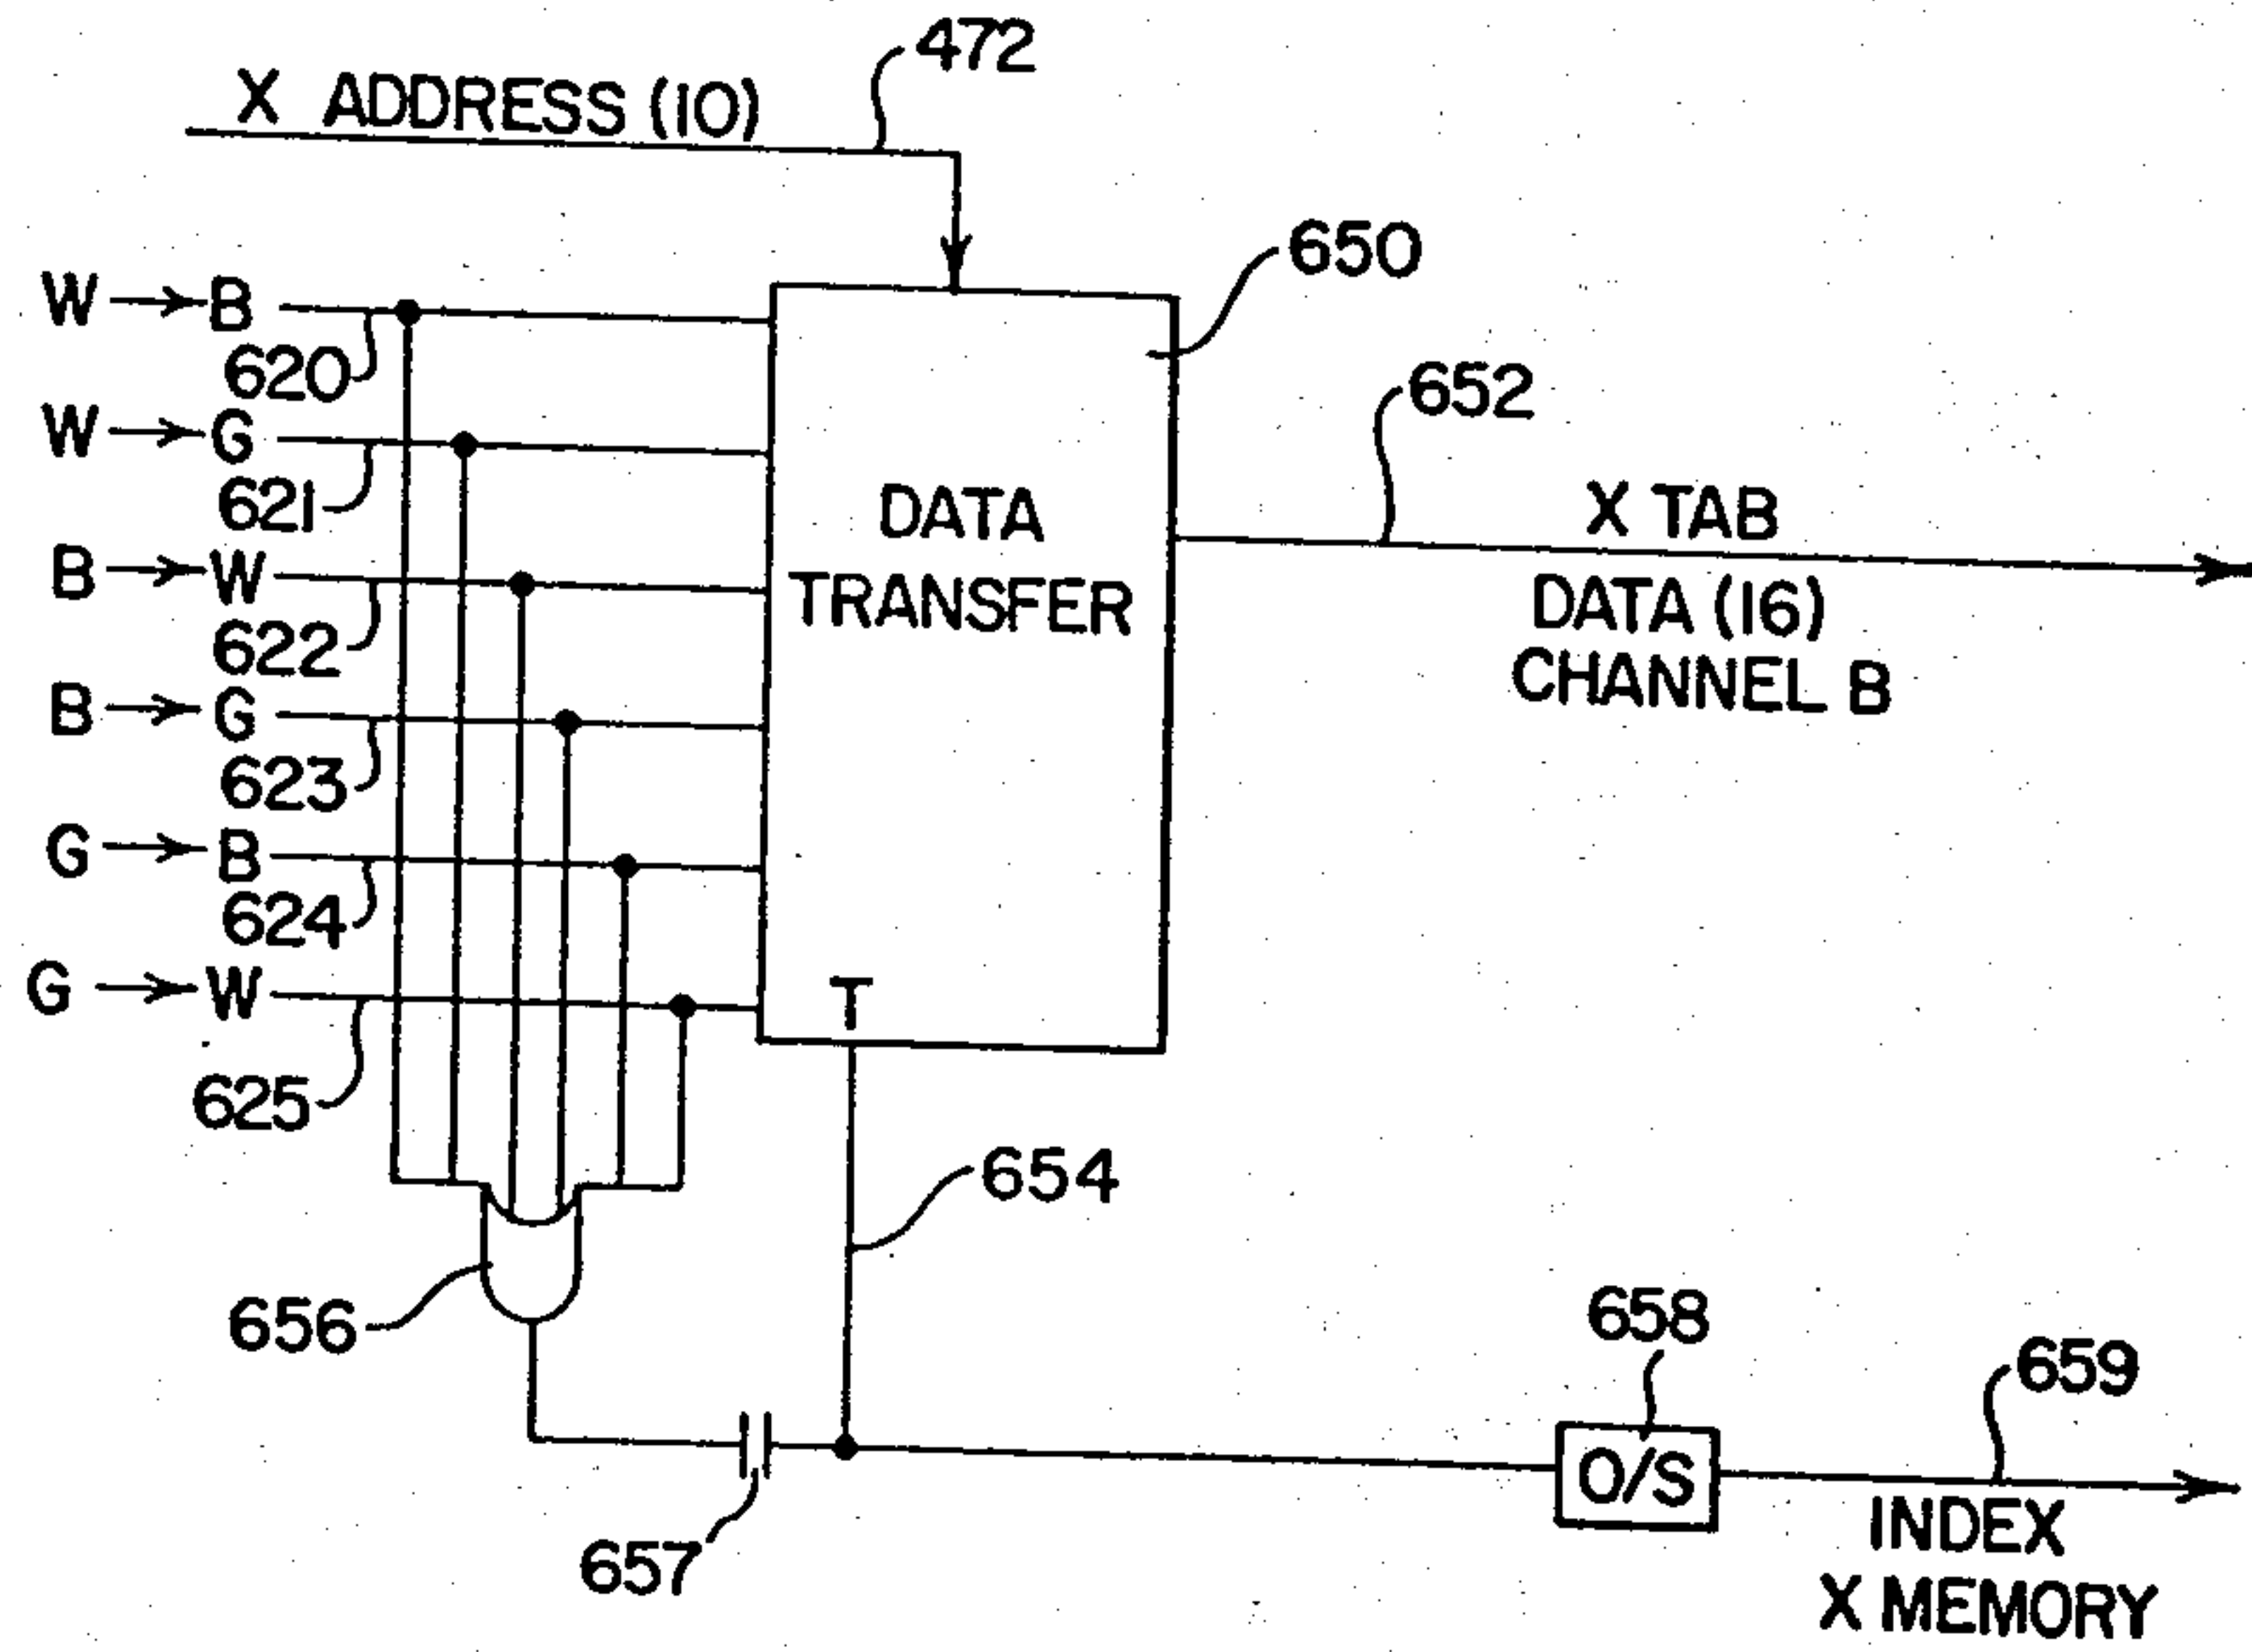 472
X ADDRESS (10)
650
W → B
620
652
W → G
621
X TAB
DATA
TRANSFER
B → W
622
DATA (16)
CHANNEL B
B → G
623
G → B
624
G → W
T
625
654
656
658
659
O/S
INDEX
X MEMORY
657